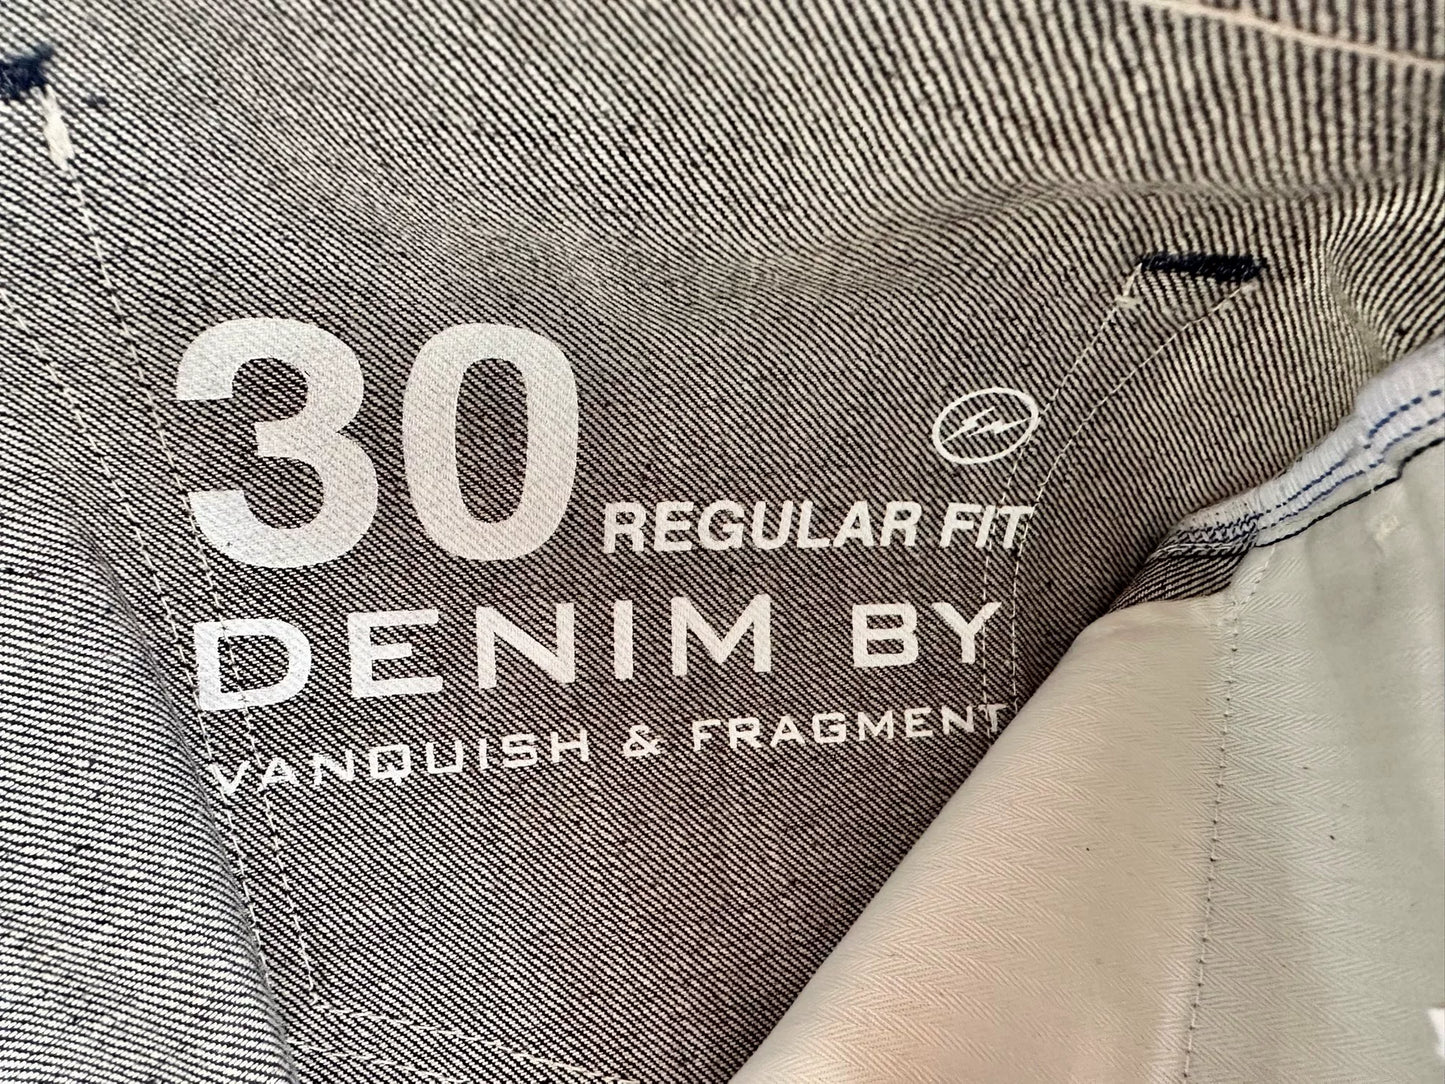 30 REGULAR FIT
DENIM BY
VANQUISH & FRAGMENT